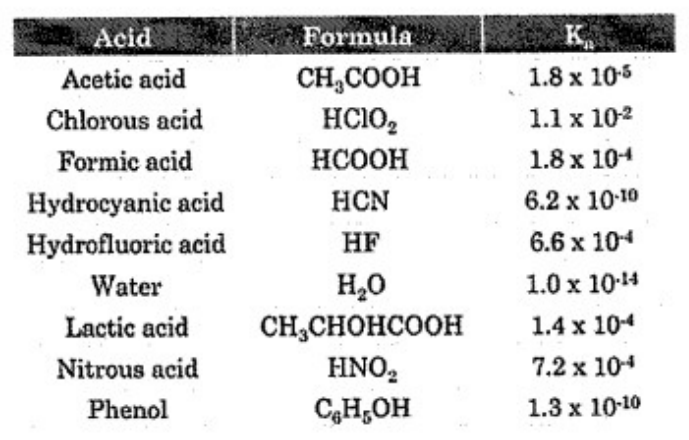 Acid Formula Kₐ
Acetic acid CH₃COOH 1.8 x 10⁻⁵
Chlorous acid HClO₂ 1.1 x 10⁻²
Formic acid HCOOH 1.8 x 10⁻⁴
Hydrocyanic acid HCN 6.2 x 10⁻¹⁰
Hydrofluoric acid HF 6.6 x 10⁻⁴
Water H₂O 1.0 x 10⁻¹⁴
Lactic acid CH₃CHOHCOOH 1.4 x 10⁻⁴
Nitrous acid HNO₂ 7.2 x 10⁻⁴
Phenol C₆H₅OH 1.3 x 10⁻¹⁰